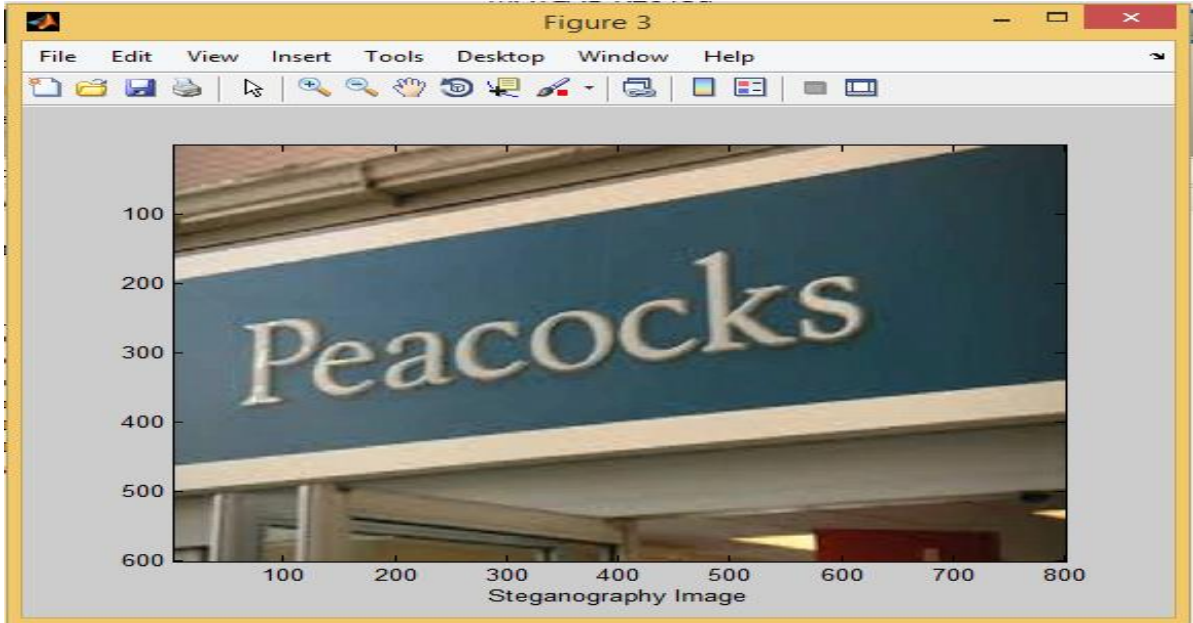 Figure 3
File Edit View Insert Tools Desktop Window Help
Peacocks
100
200
300
400
500
600
100 200 300 400 500 600 700 800
Steganography Image